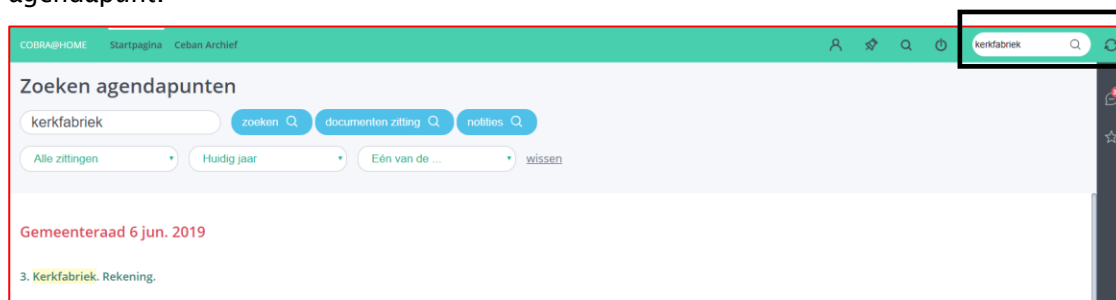 agendapunt.
COBRA@HOME Startpagina Ceban Archief kerkfabriek
Zoeken agendapunten
kerkfabriek zoeken documenten zitting notities
Alle zittingen Huidig jaar Eén van de ... wissen
Gemeenteraad 6 jun. 2019
3. Kerkfabriek. Rekening.